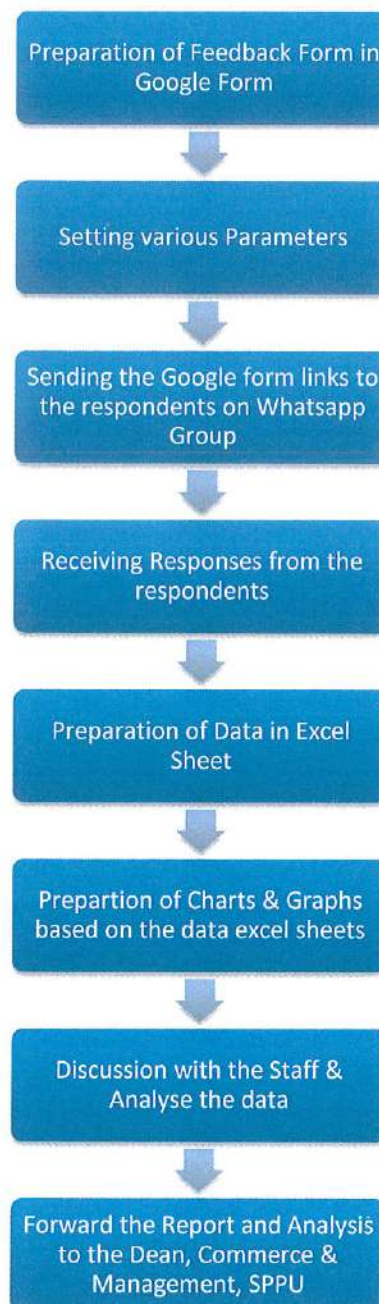 Preparation of Feedback Form in
Google Form
Setting various Parameters
Sending the Google form links to
the respondents on Whatsapp
Group
Receiving Responses from the
respondents
Preparation of Data in Excel
Sheet
Prepartion of Charts & Graphs
based on the data excel sheets
Discussion with the Staff &
Analyse the data
Forward the Report and Analysis
to the Dean, Commerce &
Management, SPPU